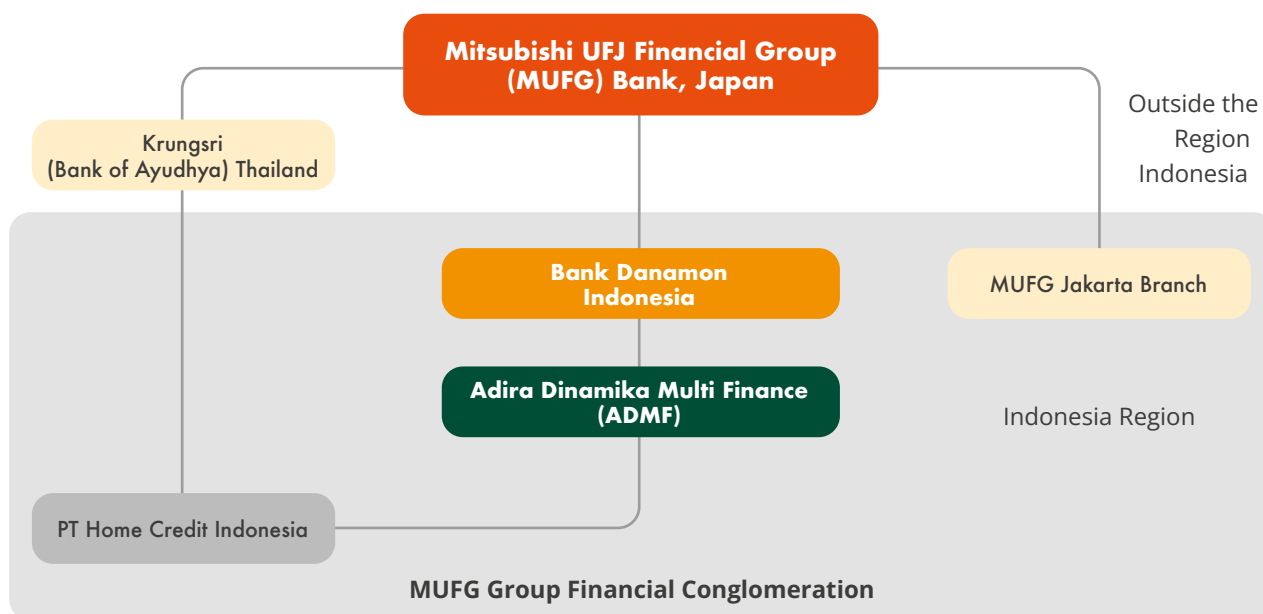 Mitsubishi UFJ Financial Group
(MUFG) Bank, Japan
Krungsri
(Bank of Ayudhya) Thailand
Outside the
Region
Indonesia
Bank Danamon
Indonesia
MUFG Jakarta Branch
Adira Dinamika Multi Finance
(ADMF)
Indonesia Region
PT Home Credit Indonesia
MUFG Group Financial Conglomeration